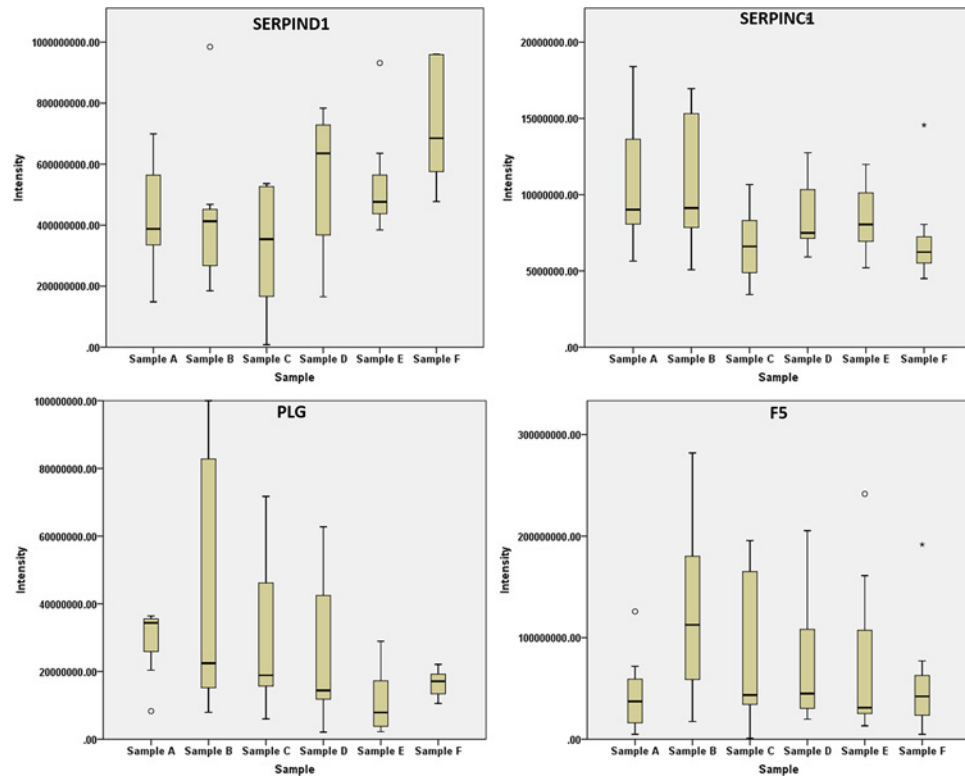 SERPIND1
Intensity
1000000000.00
800000000.00
600000000.00
400000000.00
200000000.00
.00
Sample A Sample B Sample C Sample D Sample E Sample F
Sample
SERPINC1
Intensity
20000000.00
15000000.00
10000000.00
5000000.00
.00
Sample A Sample B Sample C Sample D Sample E Sample F
Sample
PLG
Intensity
100000000.00
80000000.00
60000000.00
40000000.00
20000000.00
.00
Sample A Sample B Sample C Sample D Sample E Sample F
Sample
F5
Intensity
300000000.00
200000000.00
100000000.00
.00
Sample A Sample B Sample C Sample D Sample E Sample F
Sample